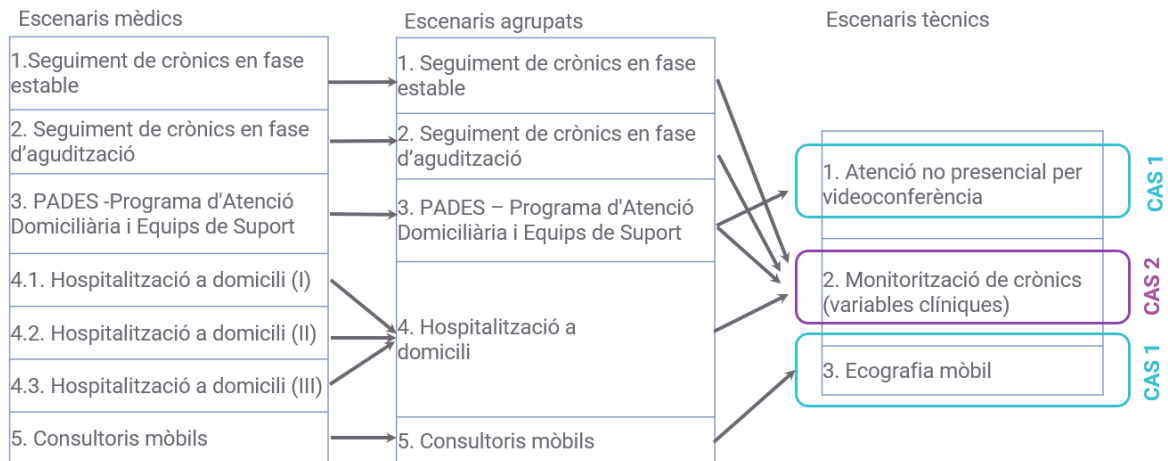 Escenaris mèdics
1.Seguiment de crònics en fase
estable
2. Seguiment de crònics en fase
d'agudització
3. PADES -Programa d'Atenció
Domiciliària i Equips de Suport
4.1. Hospitalització a domicili (I)
4.2. Hospitalització a domicili (II)
4.3. Hospitalització a domicili (III)
5. Consultoris mòbils
Escenaris agrupats
1. Seguiment de crònics en fase
estable
2. Seguiment de crònics en fase
d'agudització
3. PADES – Programa d'Atenció
Domiciliària i Equips de Suport
4. Hospitalització a
domicili
5. Consultoris mòbils
Escenaris tècnics
1. Atenció no presencial per
videoconferència
CAS 1
2. Monitorització de crònics
(variables clíniques)
CAS 2
3. Ecografia mòbil
CAS 1